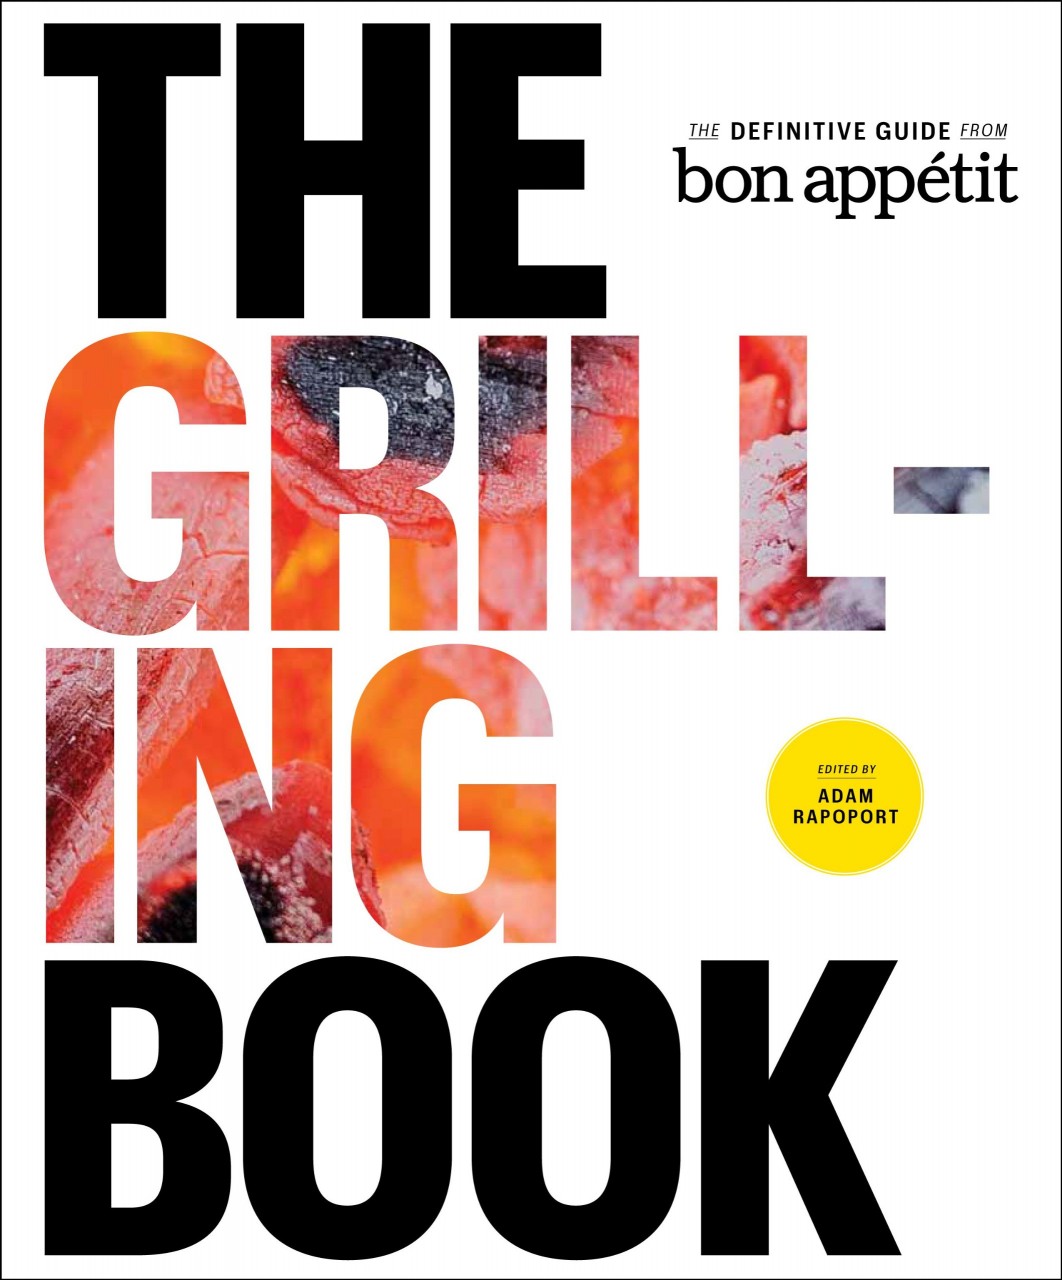 THE
THE DEFINITIVE GUIDE FROM
bon appétit
GRILL-
ING
EDITED BY
ADAM
RAPOPORT
BOOK